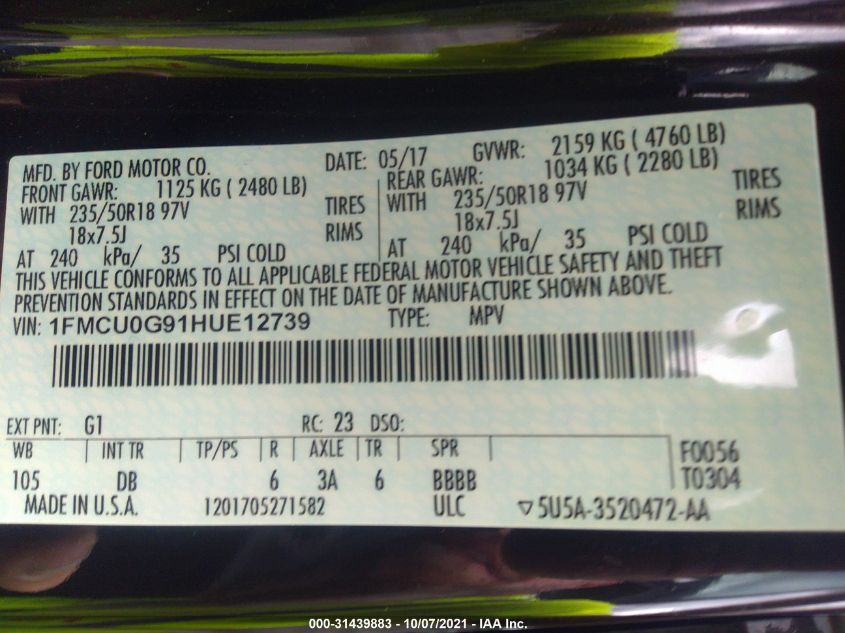 MFD. BY FORD MOTOR CO. DATE: 05/17 GVWR: 2159 KG ( 4760 LB)
FRONT GAWR: 1125 KG ( 2480 LB) REAR GAWR: 1034 KG ( 2280 LB)
WITH 235/50R18 97V TIRES WITH 235/50R18 97V TIRES
18x7.5J RIMS 18x7.5J RIMS
AT 240 kPa/ 35 PSI COLD AT 240 kPa/ 35 PSI COLD
THIS VEHICLE CONFORMS TO ALL APPLICABLE FEDERAL MOTOR VEHICLE SAFETY AND THEFT
PREVENTION STANDARDS IN EFFECT ON THE DATE OF MANUFACTURE SHOWN ABOVE.
VIN: 1FMCU0G91HUE12739 TYPE: MPV
EXT PNT: G1 RC: 23 DSO:
WB INT TR TP/PS R AXLE TR SPR F0056
105 DB 6 3A 6 BBBB T0304
MADE IN U.S.A. 1201705271582 ULC ▽5U5A-3520472-AA
000-31439883 - 10/07/2021 - IAA Inc.